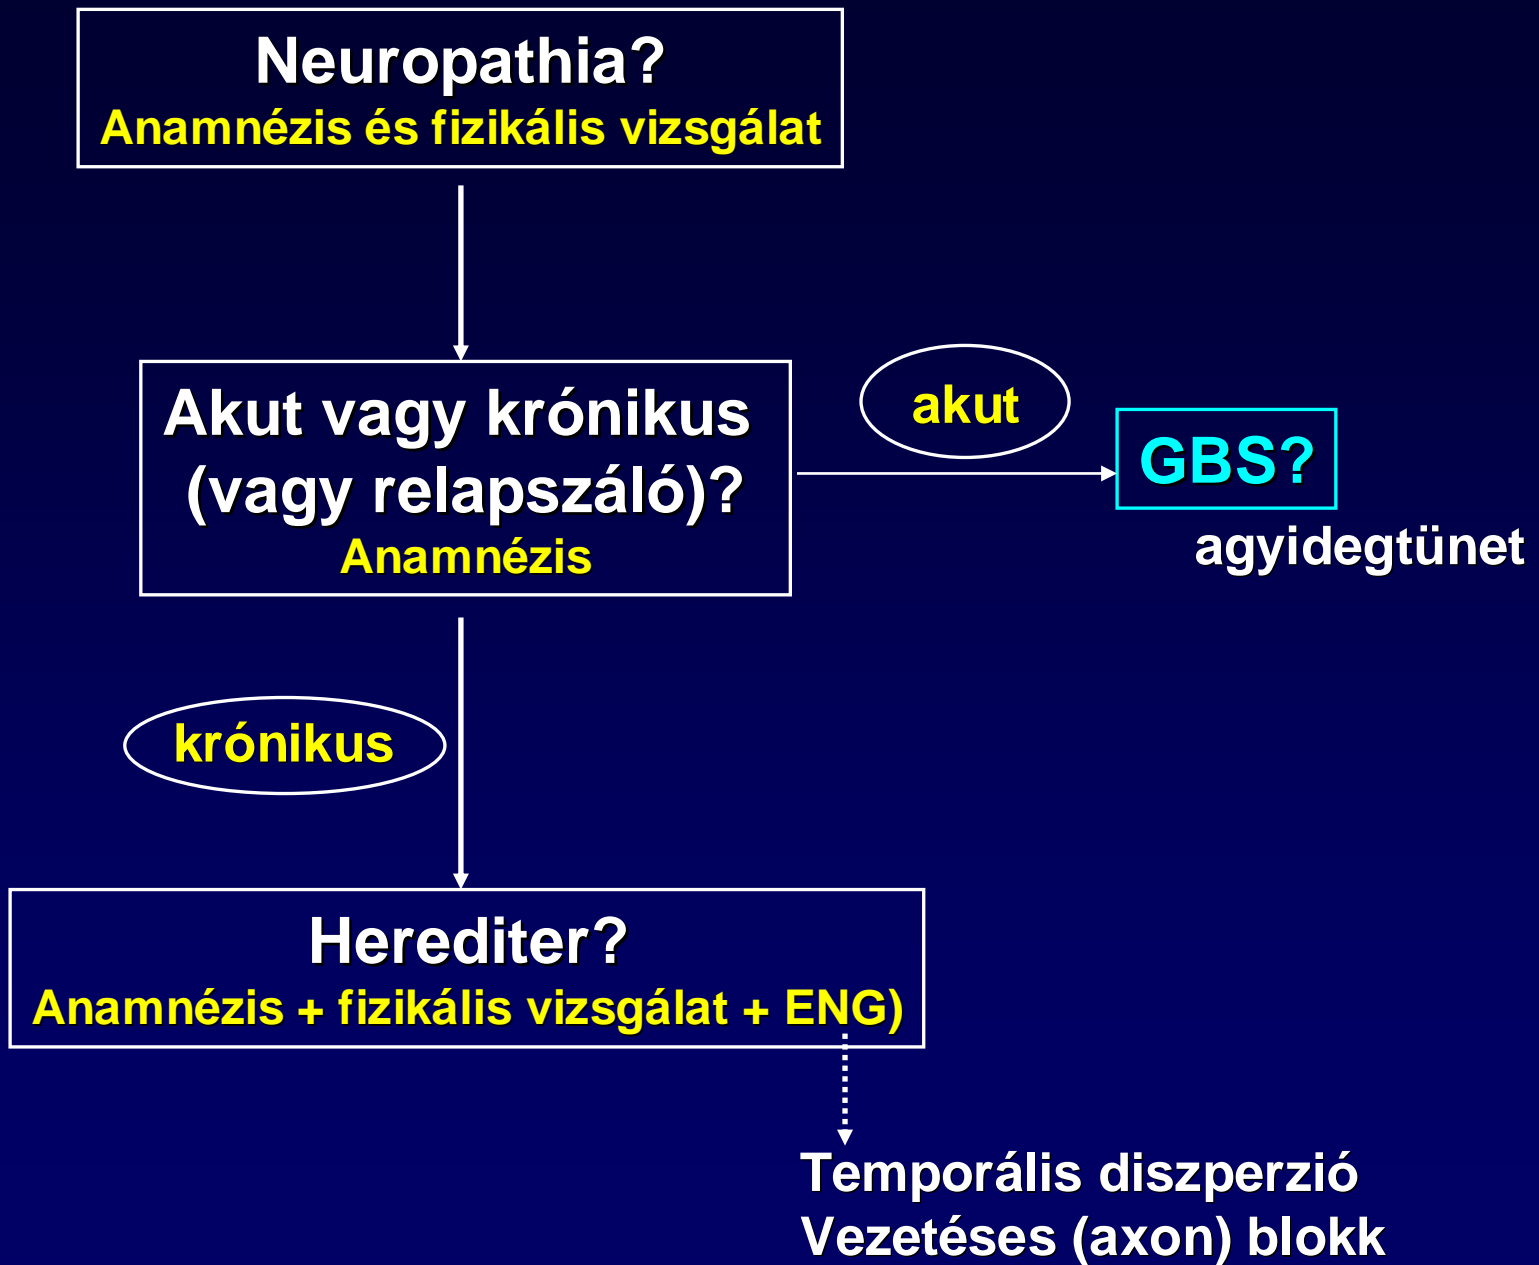 Neuropathia?
Anamnézis és fizikális vizsgálat
Akut vagy krónikus
(vagy relapszáló)?
Anamnézis
akut
GBS?
agyidegtünet
krónikus
Herediter?
Anamnézis + fizikális vizsgálat + ENG)
Temporális diszperzió
Vezetéses (axon) blokk